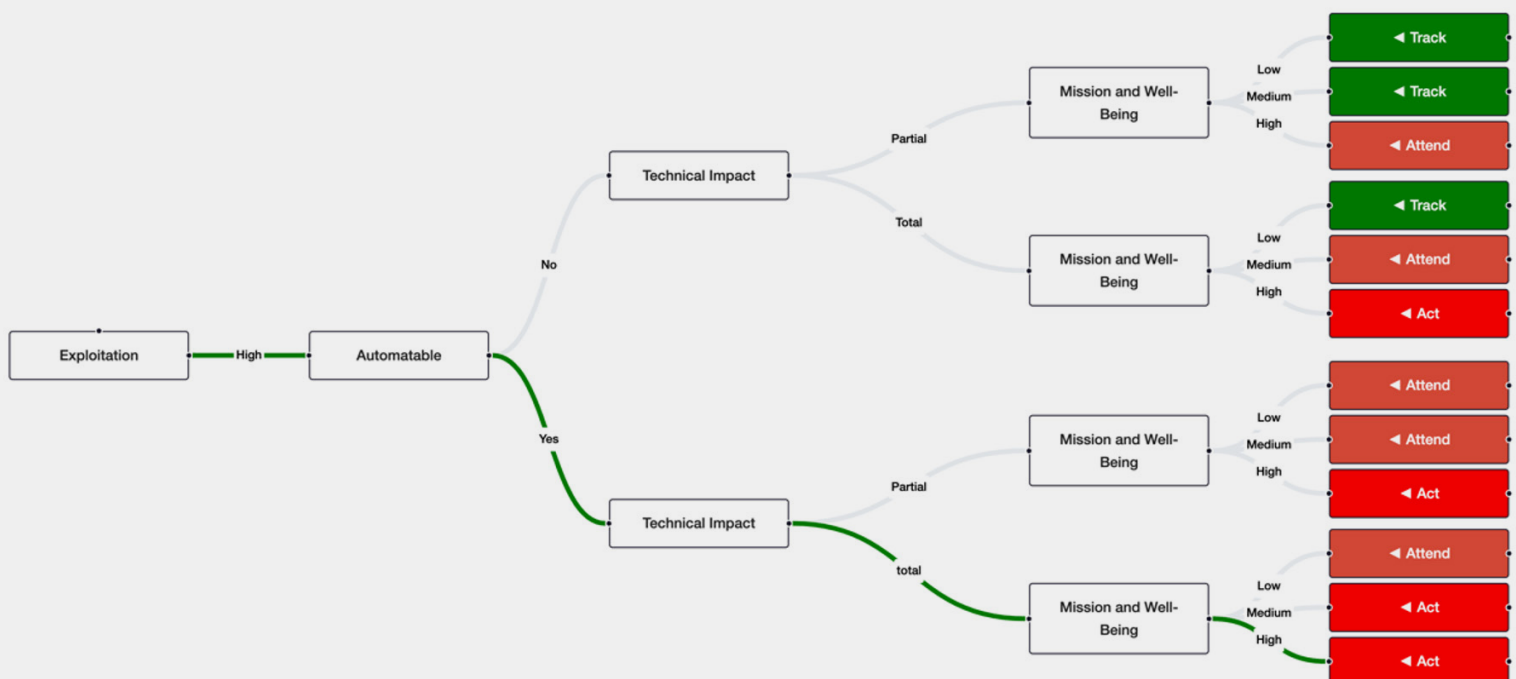 ◄ Track
Low
Mission and Well-
Being
Medium
◄ Track
High
Partial
◄ Attend
Technical Impact
◄ Track
Total
Low
Mission and Well-
Being
Medium
◄ Attend
No
High
◄ Act
Exploitation
High
Automatable
◄ Attend
Low
Yes
Mission and Well-
Being
Medium
◄ Attend
High
Partial
◄ Act
Technical Impact
◄ Attend
total
Low
Mission and Well-
Being
Medium
◄ Act
High
◄ Act